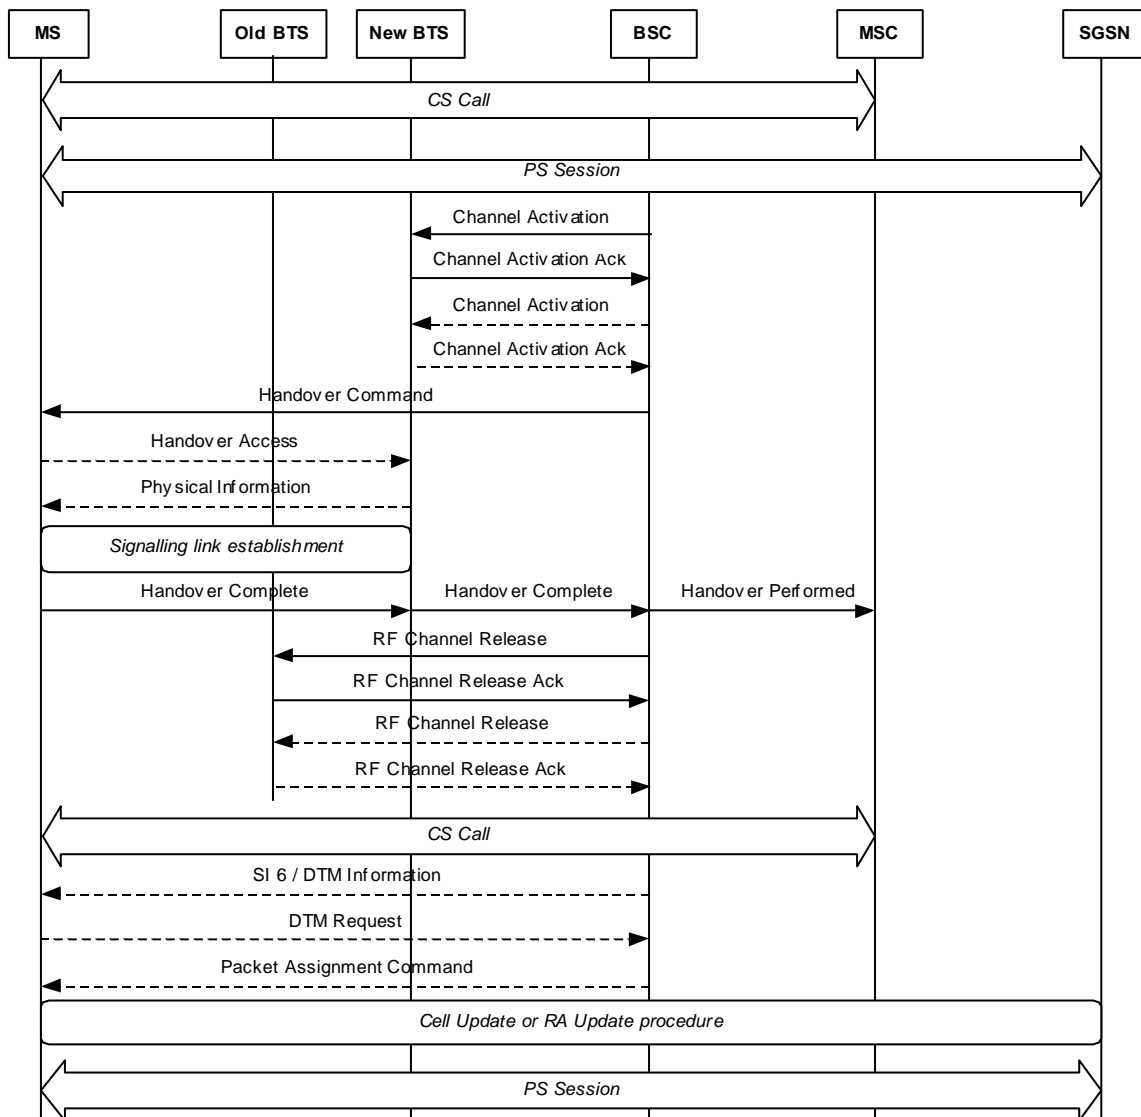 MS Old BTS New BTS BSC MSC SGSN
CS Call
PS Session
Channel Activation
Channel Activation Ack
Channel Activation
Channel Activation Ack
Handover Command
Handover Access
Physical Information
Signalling link establishment
Handover Complete Handover Complete Handover Performed
RF Channel Release
RF Channel Release Ack
RF Channel Release
RF Channel Release Ack
CS Call
SI 6 / DTM Information
DTM Request
Packet Assignment Command
Cell Update or RA Update procedure
PS Session